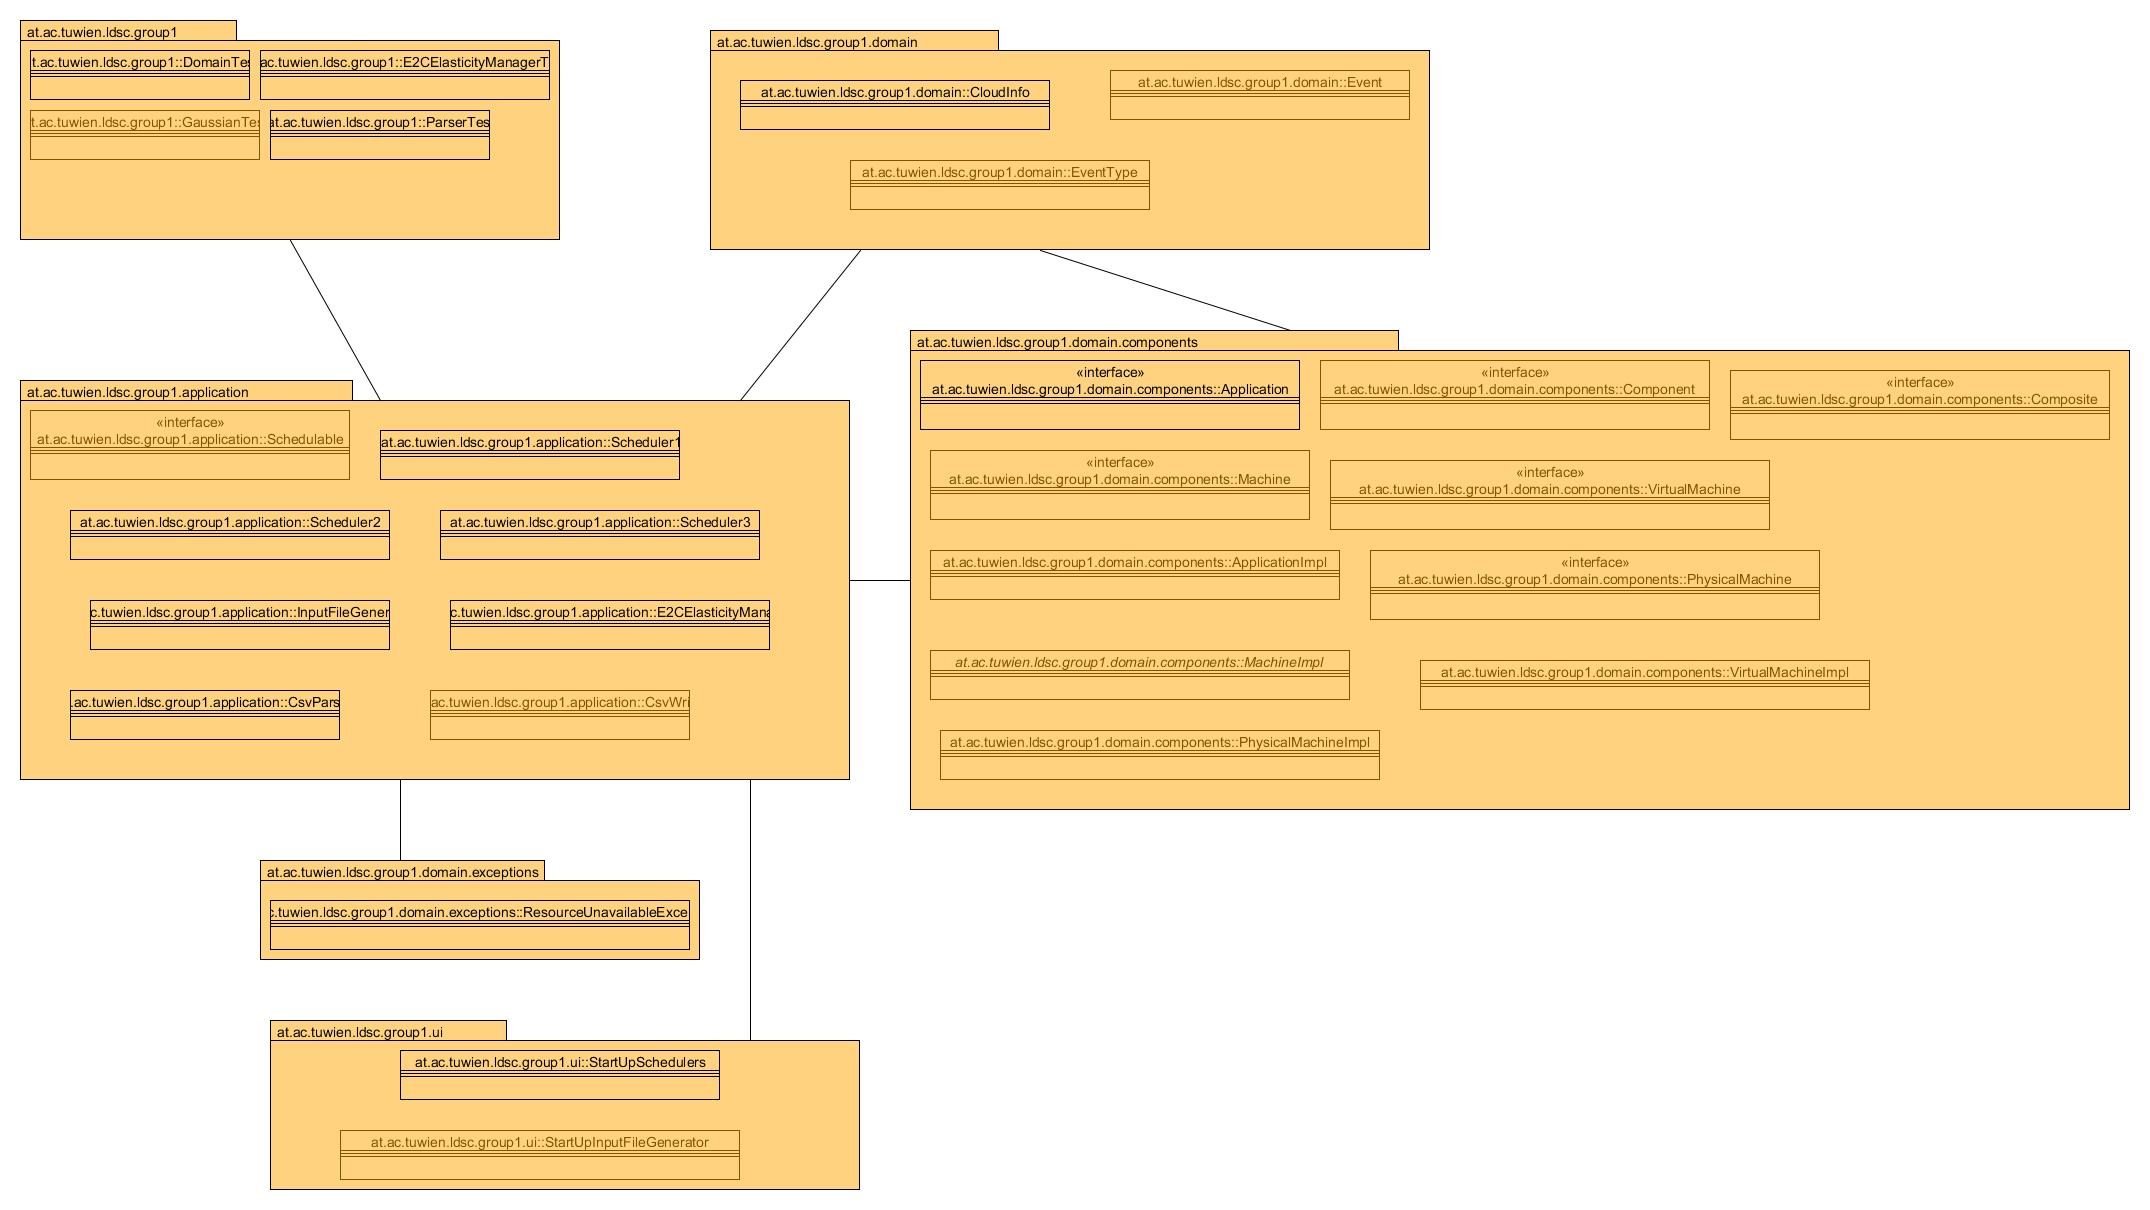 at.ac.tuwien.ldsc.group1
t.ac.tuwien.ldsc.group1::DomainTes
ac.tuwien.ldsc.group1::E2CElasticityManagerT
t.ac.tuwien.ldsc.group1::GaussianTes
at.ac.tuwien.ldsc.group1::ParserTes
at.ac.tuwien.ldsc.group1.domain
at.ac.tuwien.ldsc.group1.domain::CloudInfo
at.ac.tuwien.ldsc.group1.domain::Event
at.ac.tuwien.ldsc.group1.domain::EventType
at.ac.tuwien.ldsc.group1.application
«interface»
at.ac.tuwien.ldsc.group1.application::Schedulable
at.ac.tuwien.ldsc.group1.application::Scheduler1
at.ac.tuwien.ldsc.group1.application::Scheduler2
at.ac.tuwien.ldsc.group1.application::Scheduler3
c.tuwien.ldsc.group1.application::InputFileGener
c.tuwien.ldsc.group1.application::E2CElasticityMana
.ac.tuwien.ldsc.group1.application::CsvPars
ac.tuwien.ldsc.group1.application::CsvWri
at.ac.tuwien.ldsc.group1.domain.components
«interface»
at.ac.tuwien.ldsc.group1.domain.components::Application
«interface»
at.ac.tuwien.ldsc.group1.domain.components::Component
«interface»
at.ac.tuwien.ldsc.group1.domain.components::Composite
«interface»
at.ac.tuwien.ldsc.group1.domain.components::Machine
«interface»
at.ac.tuwien.ldsc.group1.domain.components::VirtualMachine
at.ac.tuwien.ldsc.group1.domain.components::ApplicationImpl
«interface»
at.ac.tuwien.ldsc.group1.domain.components::PhysicalMachine
at.ac.tuwien.ldsc.group1.domain.components::MachineImpl
at.ac.tuwien.ldsc.group1.domain.components::VirtualMachineImpl
at.ac.tuwien.ldsc.group1.domain.components::PhysicalMachineImpl
at.ac.tuwien.ldsc.group1.domain.exceptions
c.tuwien.ldsc.group1.domain.exceptions::ResourceUnavailableExce
at.ac.tuwien.ldsc.group1.ui
at.ac.tuwien.ldsc.group1.ui::StartUpSchedulers
at.ac.tuwien.ldsc.group1.ui::StartUpInputFileGenerator